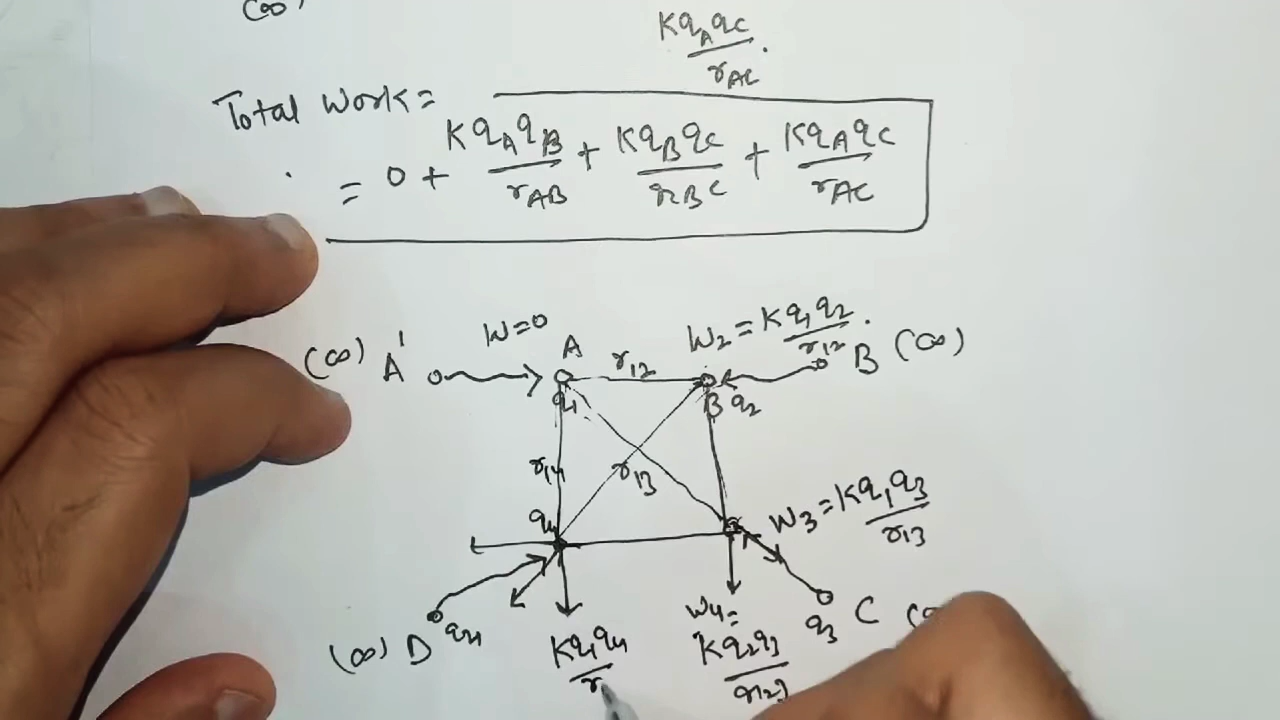 (∞)
Kq_A q_C / r_AC .
Total Work =
= 0 + Kq_A q_B / r_AB + Kq_B q_C / r_BC + Kq_A q_C / r_AC
(∞) A' W=0 A r_12 W_2 = Kq_1 q_2 / r_12 . B (∞)
q_1 B q_2
r_14 r_13
q_4 W_3 = Kq_1 q_3 / r_13
(∞) D q_4 Kq_1 q_4 / r W_4 = Kq_2 q_3 / r_23 q_3 C